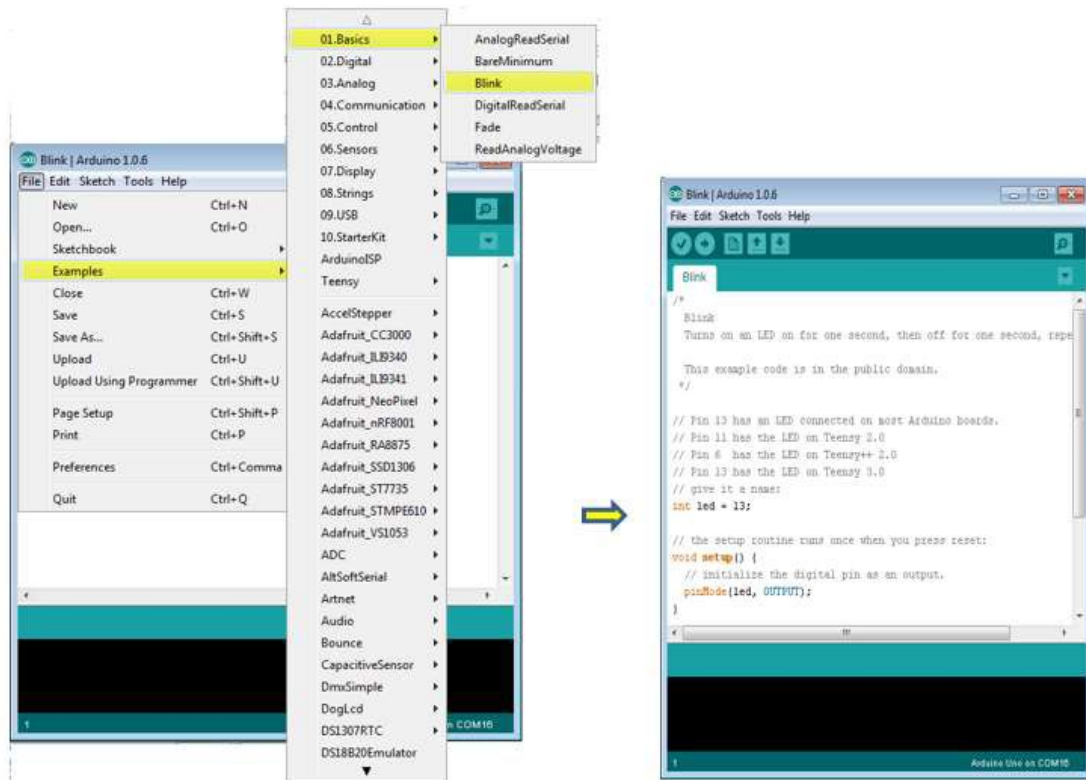 Blink | Arduino 1.0.6
File Edit Sketch Tools Help
New Ctrl+N
Open... Ctrl+O
Sketchbook
Examples
Close Ctrl+W
Save Ctrl+S
Save As... Ctrl+Shift+S
Upload Ctrl+U
Upload Using Programmer Ctrl+Shift+U
Page Setup Ctrl+Shift+P
Print Ctrl+P
Preferences Ctrl+Comma
Quit Ctrl+Q
1
on COM16
01.Basics
02.Digital
03.Analog
04.Communication
05.Control
06.Sensors
07.Display
08.Strings
09.USB
10.StarterKit
ArduinoISP
Teensy
AccelStepper
Adafruit_CC3000
Adafruit_ILI9340
Adafruit_ILI9341
Adafruit_NeoPixel
Adafruit_nRF8001
Adafruit_RA8875
Adafruit_SSD1306
Adafruit_ST7735
Adafruit_STMPE610
Adafruit_VS1053
ADC
AltSoftSerial
Artnet
Audio
Bounce
CapacitiveSensor
DmxSimple
DogLcd
DS1307RTC
DS18B20Emulator
AnalogReadSerial
BareMinimum
Blink
DigitalReadSerial
Fade
ReadAnalogVoltage
Blink | Arduino 1.0.6
File Edit Sketch Tools Help
Blink
/*
Blink
Turns on an LED on for one second, then off for one second, repe
This example code is in the public domain.
*/
// Pin 13 has an LED connected on most Arduino boards.
// Pin 11 has the LED on Teensy 2.0
// Pin 6 has the LED on Teensy++ 2.0
// Pin 13 has the LED on Teensy 3.0
// give it a name:
int led = 13;
// the setup routine runs once when you press reset:
void setup() {
// initialize the digital pin as an output.
pinMode(led, OUTPUT);
}
1
Arduino Uno on COM16